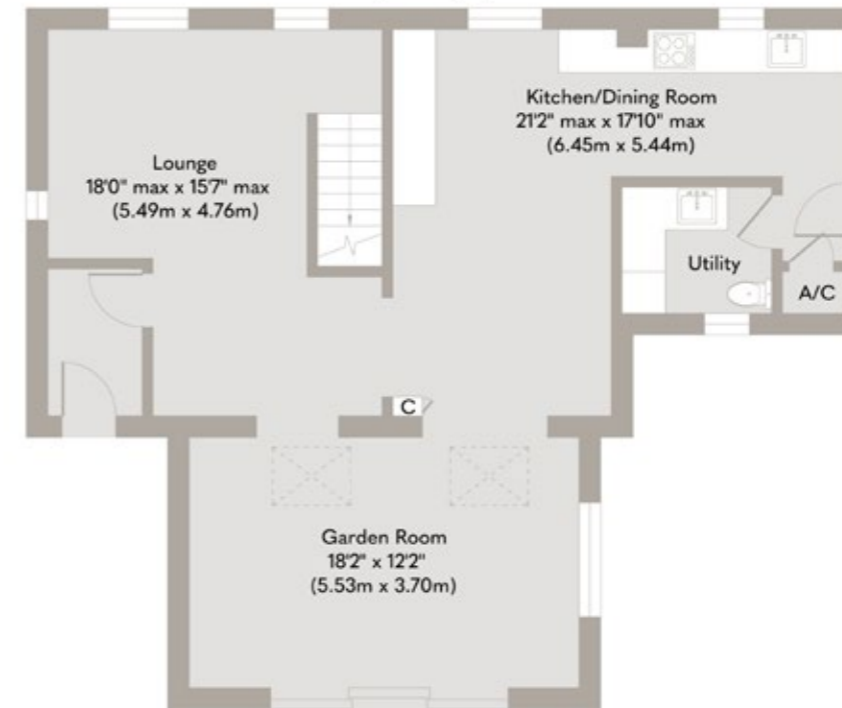 Kitchen/Dining Room
21'2" max x 17'10" max
(6.45m x 5.44m)
Lounge
18'0" max x 15'7" max
(5.49m x 4.76m)
Utility
A/C
C
Garden Room
18'2" x 12'2"
(5.53m x 3.70m)